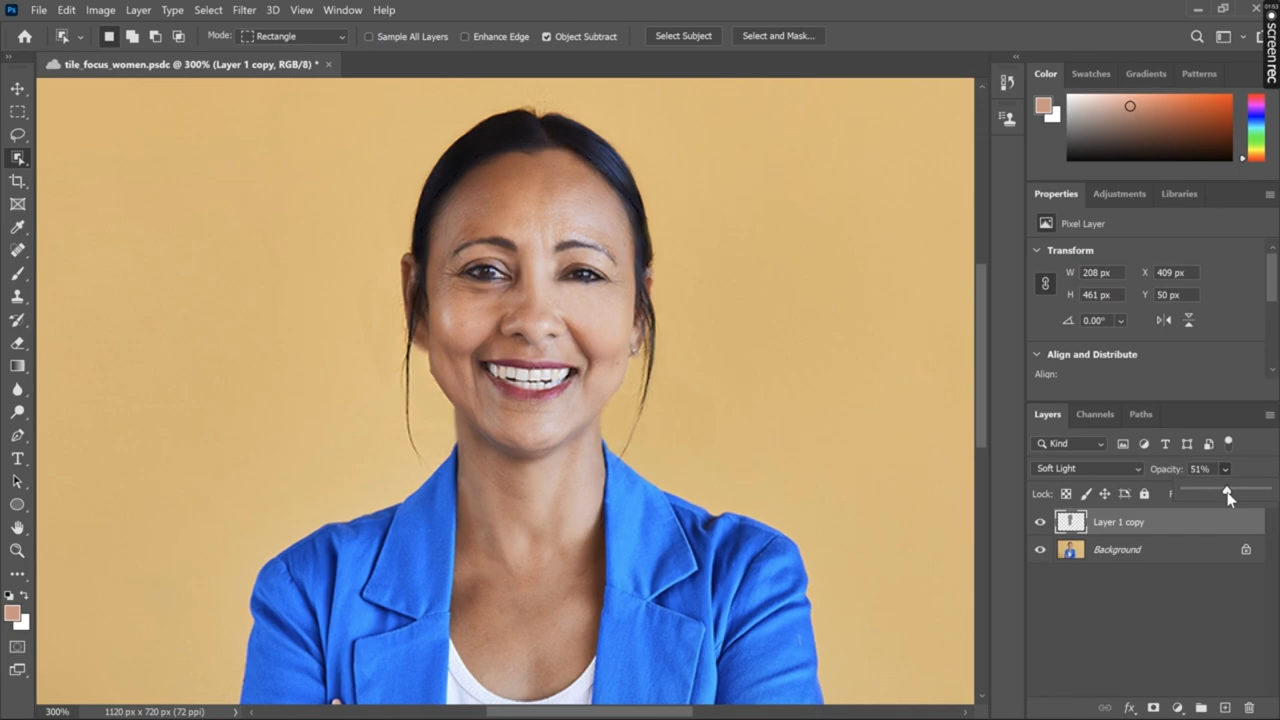 Ps File Edit Image Layer Type Select Filter 3D View Window Help
01:53
screenrec
Mode: Rectangle Sample All Layers Enhance Edge Object Subtract Select Subject Select and Mask...
tile_focus_women.psdc @ 300% (Layer 1 copy, RGB/8) *
Color Swatches Gradients Patterns
Properties Adjustments Libraries
Pixel Layer
Transform
W 208 px X 409 px
H 461 px Y 50 px
0.00°
Align and Distribute
Align:
Layers Channels Paths
Kind
Soft Light Opacity: 51%
Lock: F
Layer 1 copy
Background
300% 1120 px x 720 px (72 ppi)